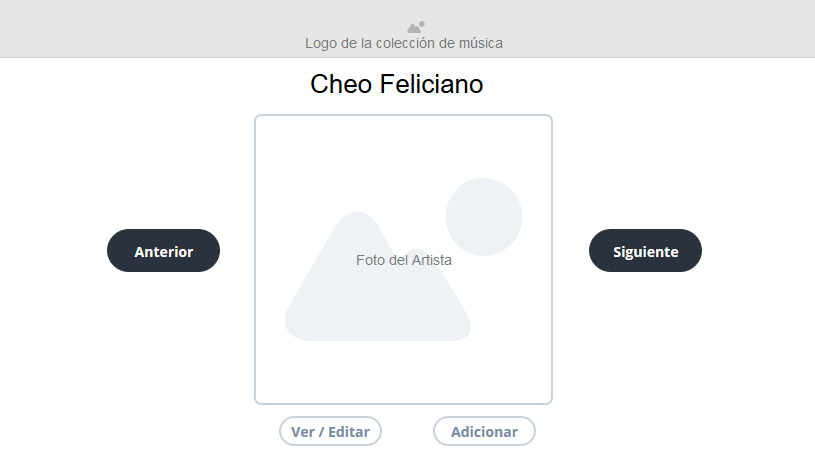 Logo de la colección de música
Cheo Feliciano
Anterior
Foto del Artista
Siguiente
Ver / Editar
Adicionar